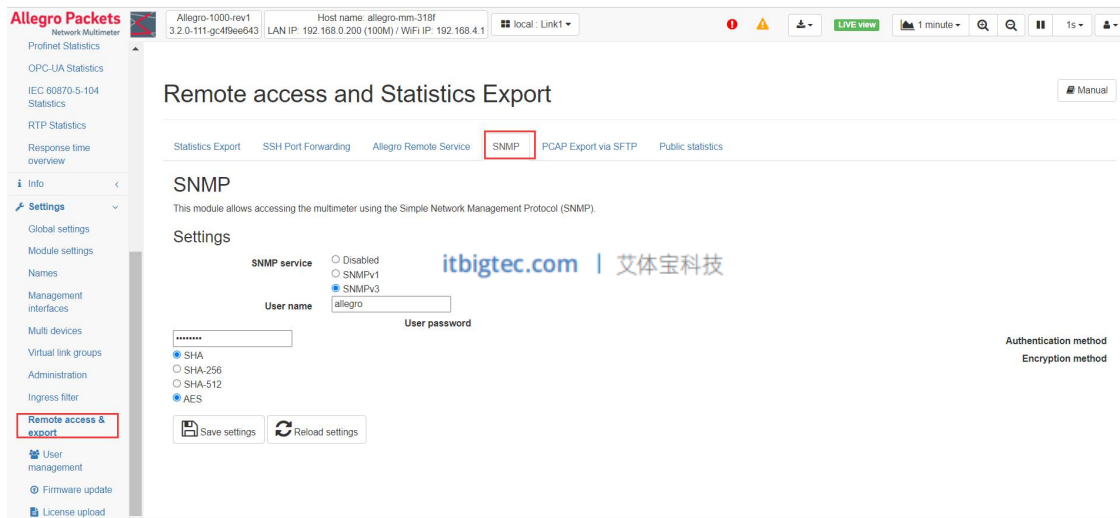 Allegro Packets
Network Multimeter
Allegro-1000-rev1
3.2.0-111-gc4f9ee643
Host name: allegro-mm-318f
LAN IP: 192.168.0.200 (100M) / WiFi IP: 192.168.4.1
local : Link1
LIVE view
1 minute
1s
Profinet Statistics
OPC-UA Statistics
IEC 60870-5-104
Statistics
RTP Statistics
Response time
overview
Info
Settings
Global settings
Module settings
Names
Management
interfaces
Multi devices
Virtual link groups
Administration
Ingress filter
Remote access &
export
User
management
Firmware update
License upload
Remote access and Statistics Export
Manual
Statistics Export
SSH Port Forwarding
Allegro Remote Service
SNMP
PCAP Export via SFTP
Public statistics
SNMP
This module allows accessing the multimeter using the Simple Network Management Protocol (SNMP).
Settings
SNMP service
Disabled
SNMPv1
SNMPv3
itbigtec.com | 艾体宝科技
User name
allegro
User password
Authentication method
SHA
Encryption method
SHA-256
SHA-512
AES
Save settings
Reload settings